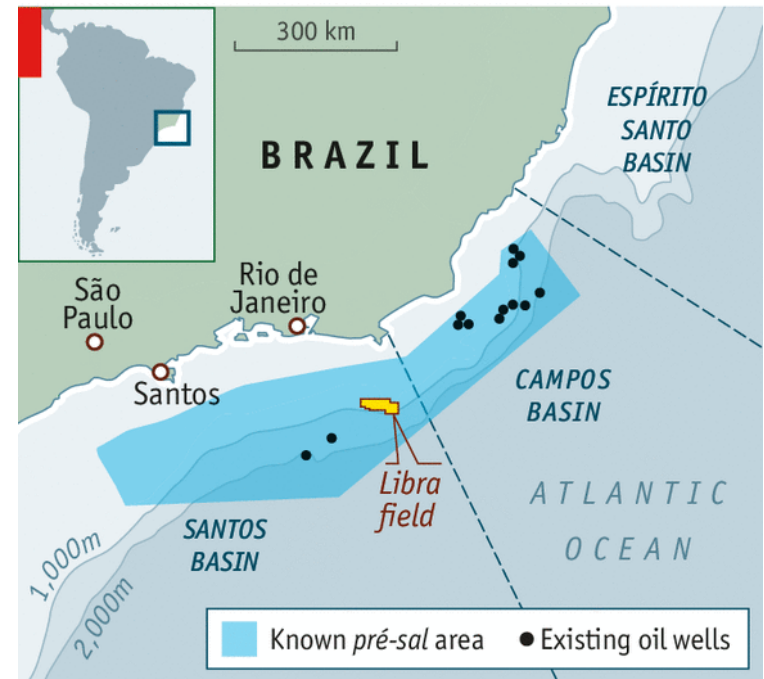 300 km
ESPÍRITO
SANTO
BASIN
BRAZIL
São
Paulo
Rio de
Janeiro
Santos
CAMPOS
BASIN
Libra
field
ATLANTIC
OCEAN
SANTOS
BASIN
1,000m
2,000m
Known pré-sal area
Existing oil wells